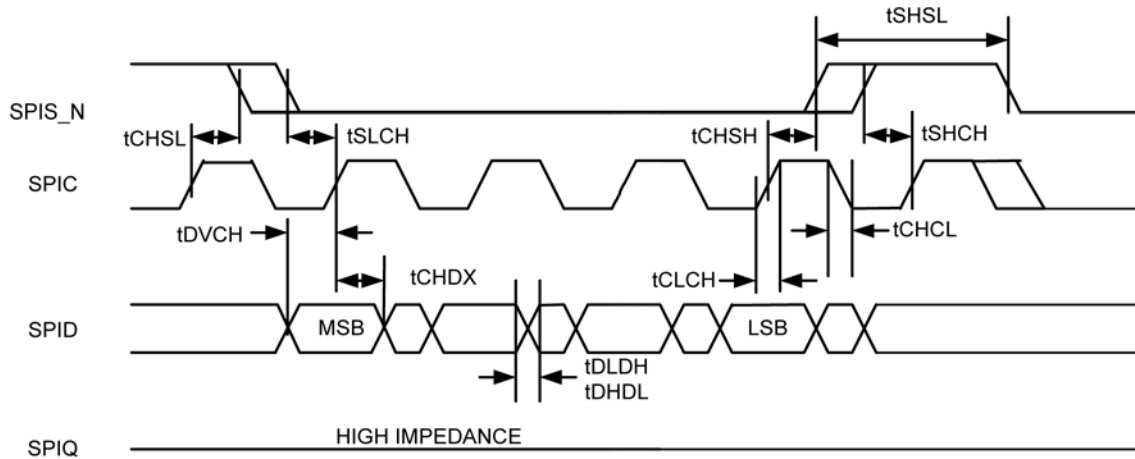 tSHSL
SPIS_N
tCHSL
tSLCH
tCHSH
tSHCH
SPIC
tDVCH
tCHCL
tCHDX
tCLCH
SPID
MSB
LSB
tDLDH
tDHDL
HIGH IMPEDANCE
SPIQ